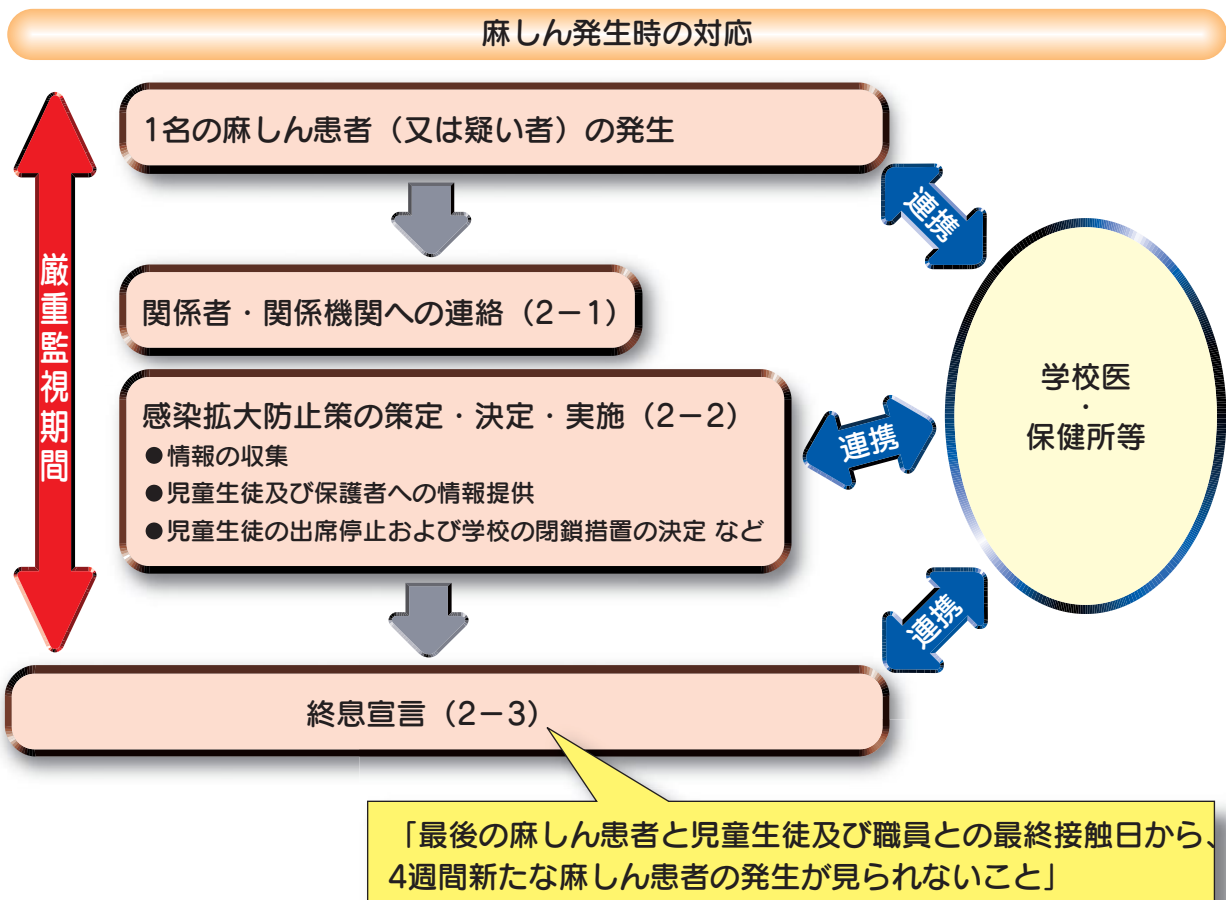 麻しん発生時の対応
1名の麻しん患者（又は疑い者）の発生
連携
厳重監視期間
関係者・関係機関への連絡（2−1）
感染拡大防止策の策定・決定・実施（2−2）
●情報の収集
●児童生徒及び保護者への情報提供
●児童生徒の出席停止および学校の閉鎖措置の決定 など
連携
学校医
・
保健所等
連携
終息宣言（2−3）
「最後の麻しん患者と児童生徒及び職員との最終接触日から、
4週間新たな麻しん患者の発生が見られないこと」